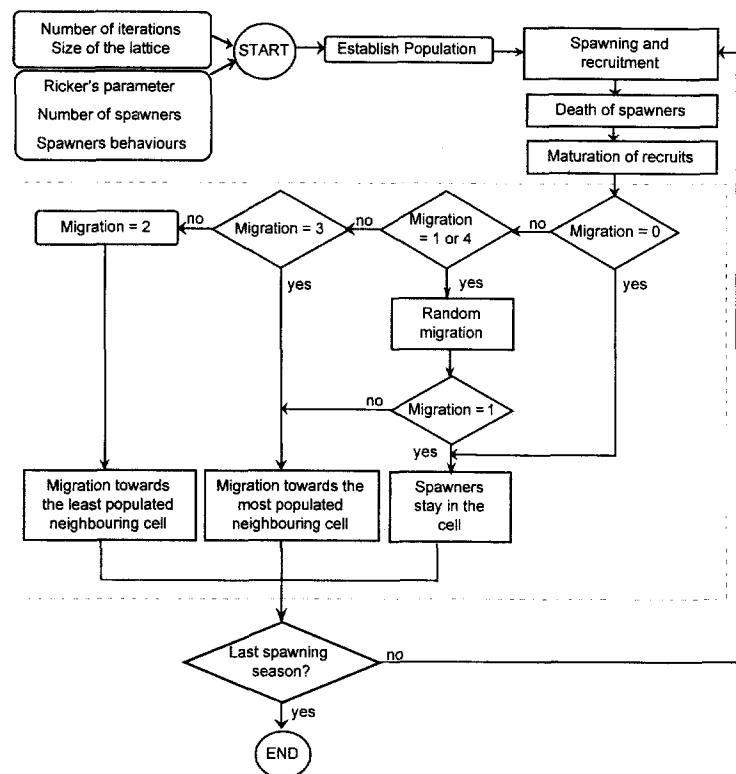 Number of iterations
Size of the lattice
START
Establish Population
Spawning and
recruitment
Ricker's parameter
Number of spawners
Spawners behaviours
Death of spawners
Maturation of recruits
Migration = 2
no
Migration = 3
no
Migration
= 1 or 4
no
Migration = 0
yes
yes
yes
Random
migration
no
Migration = 1
yes
Migration towards
the least populated
neighbouring cell
Migration towards the
most populated
neighbouring cell
Spawners
stay in the
cell
Last spawning
season?
no
yes
END